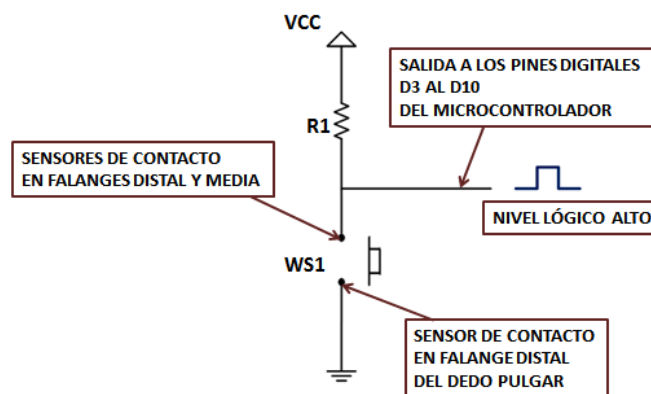 VCC
SALIDA A LOS PINES DIGITALES
D3 AL D10
DEL MICROCONTROLADOR
R1
SENSORES DE CONTACTO
EN FALANGES DISTAL Y MEDIA
NIVEL LÓGICO ALTO
WS1
SENSOR DE CONTACTO
EN FALANGE DISTAL
DEL DEDO PULGAR